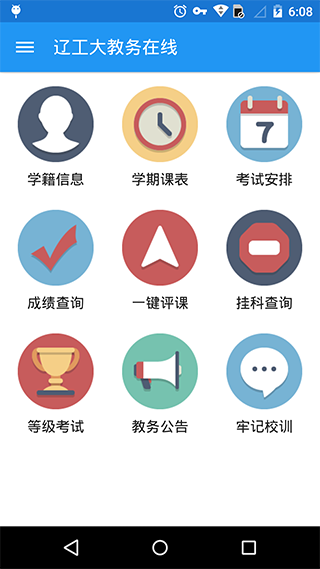 6:08
辽工大教务在线
学籍信息 学期课表 考试安排
7
成绩查询 一键评课 挂科查询
等级考试 教务公告 牢记校训